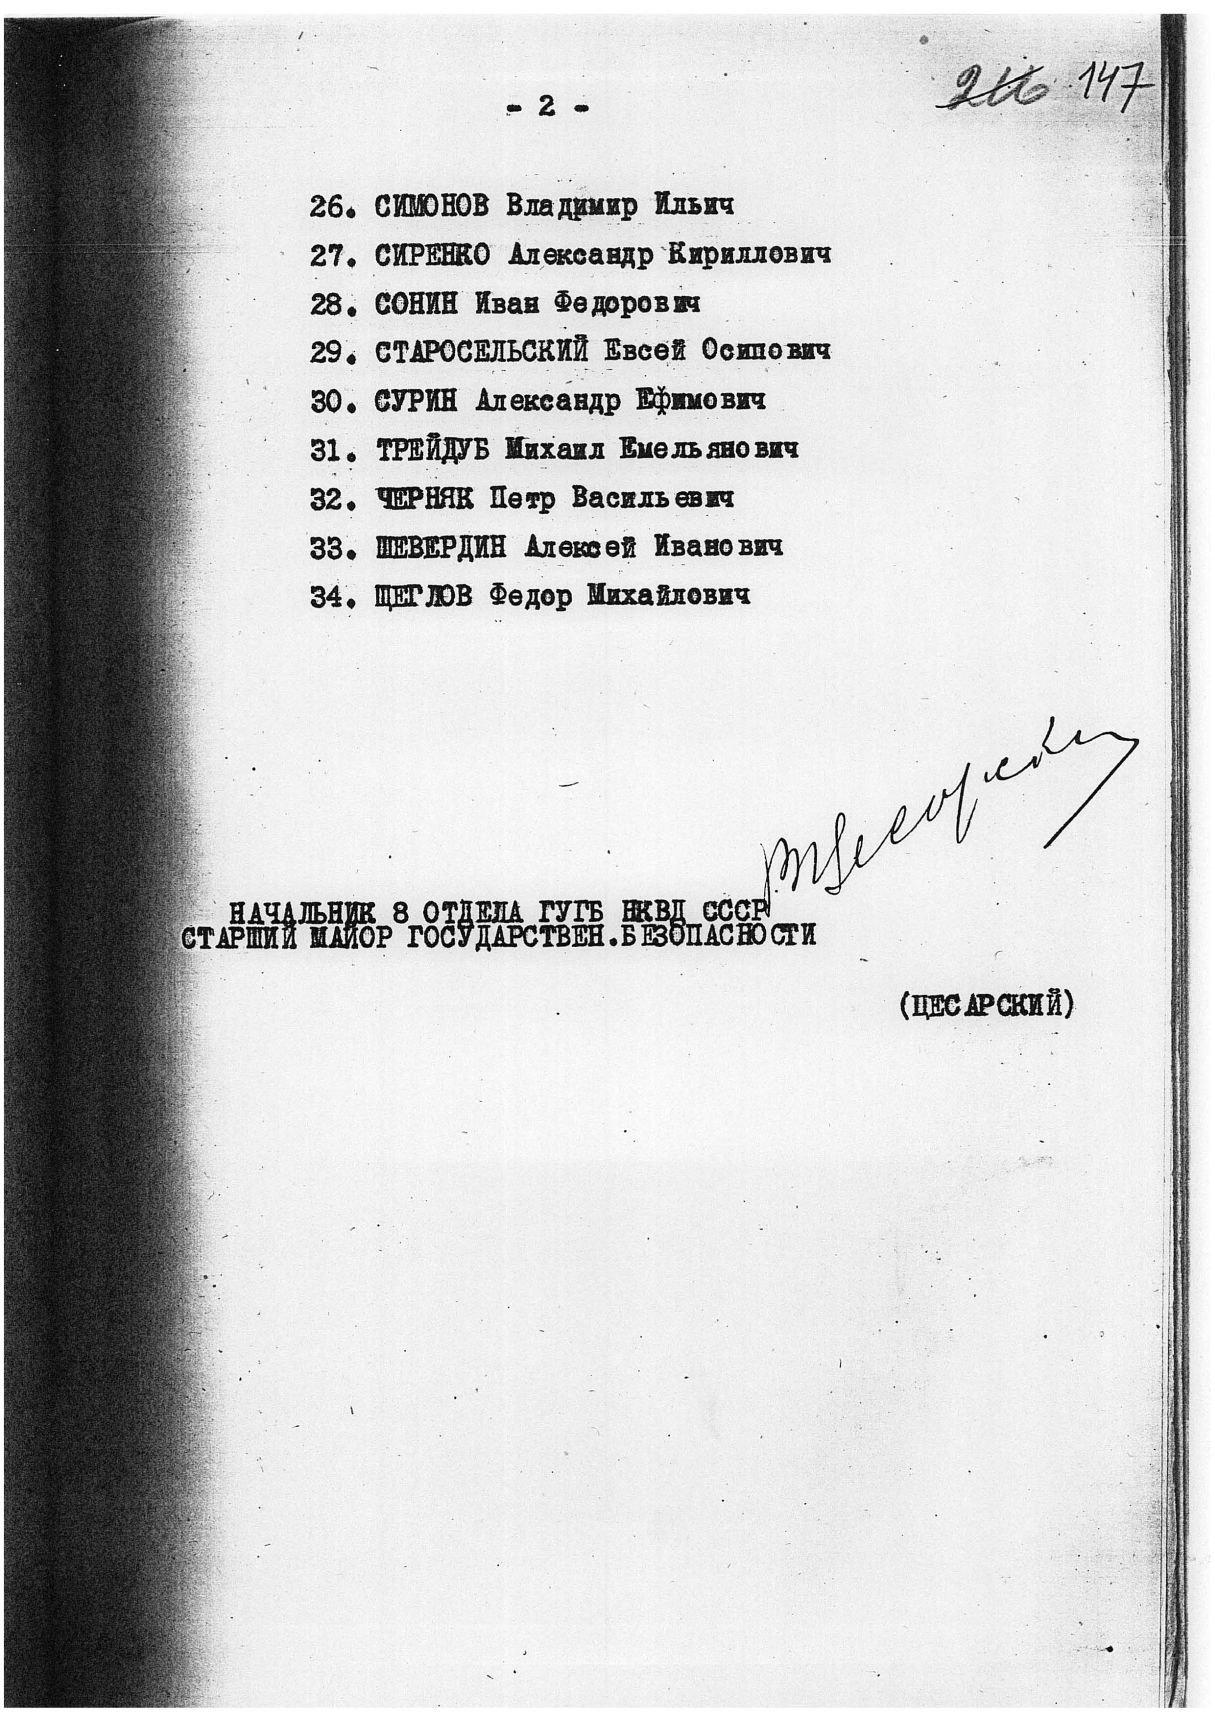 147
- 2 -
26. СИМОНОВ Владимир Ильич
27. СИРЕНКО Александр Кириллович
28. СОНИН Иван Федорович
29. СТАРОСЕЛЬСКИЙ Евсей Осипович
30. СУРИН Александр Ефимович
31. ТРЕЙДУБ Михаил Емельянович
32. ЧЕРНЯК Петр Васильевич
33. ШЕВЕРДИН Алексей Иванович
34. ЩЕГЛОВ Федор Михайлович
НАЧАЛЬНИК 8 ОТДЕЛА ГУГБ НКВД СССР
СТАРШИЙ МАЙОР ГОСУДАРСТВЕН.БЕЗОПАСНОСТИ
(ЦЕСАРСКИЙ)